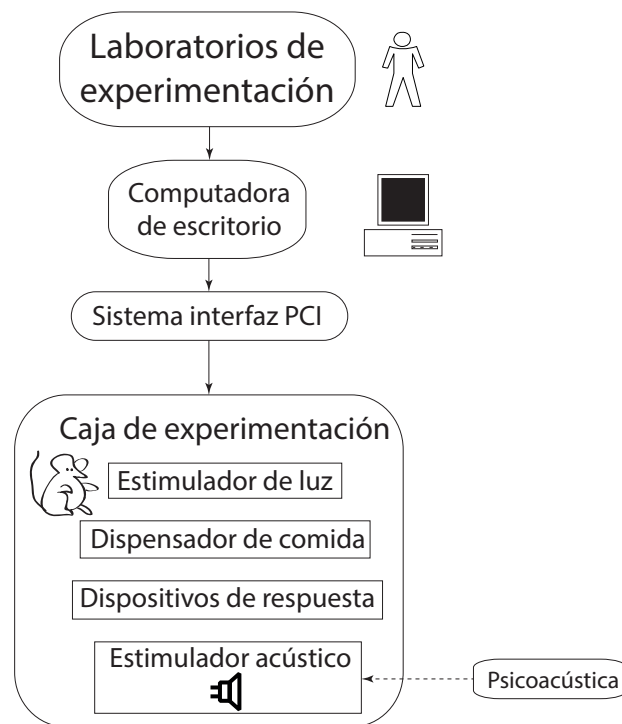 Laboratorios de
experimentación
Computadora
de escritorio
Sistema interfaz PCI
Caja de experimentación
Estimulador de luz
Dispensador de comida
Dispositivos de respuesta
Estimulador acústico
Psicoacústica